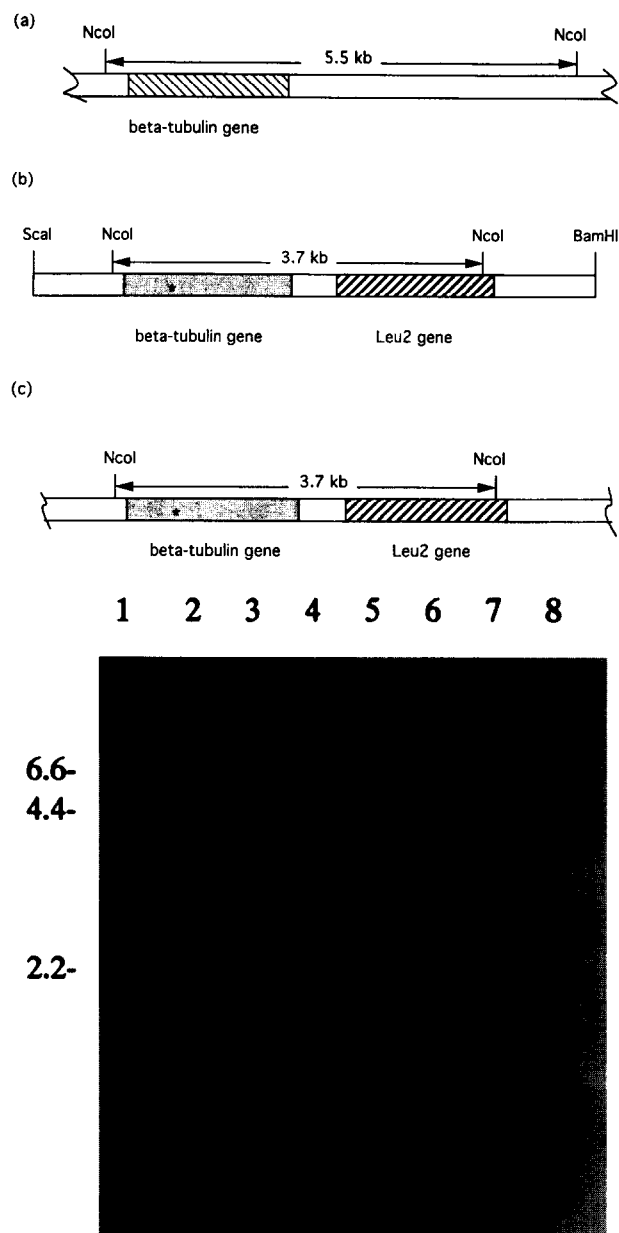 (a)
NcoI NcoI
5.5 kb
beta-tubulin gene
(b)
ScaI NcoI NcoI BamHI
3.7 kb
*
beta-tubulin gene Leu2 gene
(c)
NcoI NcoI
3.7 kb
*
beta-tubulin gene Leu2 gene
1 2 3 4 5 6 7 8
6.6-
4.4-
2.2-